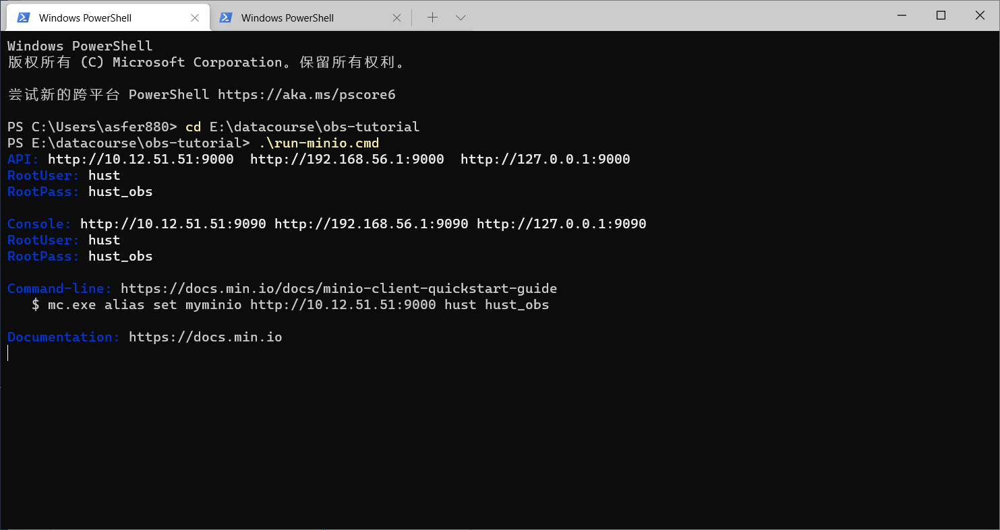 Windows PowerShell
Windows PowerShell
Windows PowerShell
版权所有 (C) Microsoft Corporation。保留所有权利。
尝试新的跨平台 PowerShell https://aka.ms/pscore6
PS C:\Users\asfer880> cd E:\datacourse\obs-tutorial
PS E:\datacourse\obs-tutorial> .\run-minio.cmd
API: http://10.12.51.51:9000  http://192.168.56.1:9000  http://127.0.0.1:9000
RootUser: hust
RootPass: hust_obs
Console: http://10.12.51.51:9090 http://192.168.56.1:9090 http://127.0.0.1:9090
RootUser: hust
RootPass: hust_obs
Command-line: https://docs.min.io/docs/minio-client-quickstart-guide
   $ mc.exe alias set myminio http://10.12.51.51:9000 hust hust_obs
Documentation: https://docs.min.io